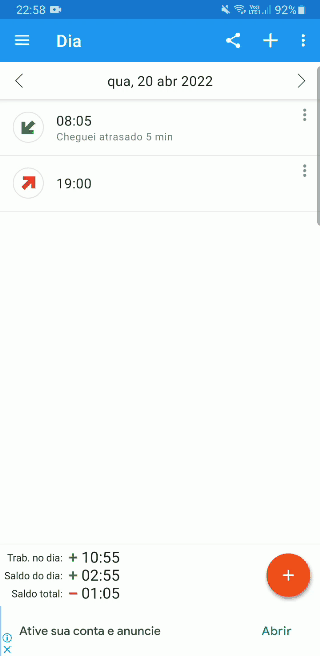 22:58 92%
Dia
qua, 20 abr 2022
08:05
Cheguei atrasado 5 min
19:00
Trab. no dia: + 10:55
Saldo do dia: + 02:55
Saldo total: − 01:05
Ative sua conta e anuncie Abrir